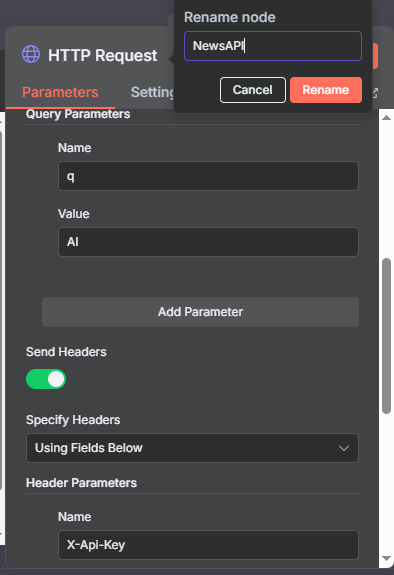 Rename node
NewsAPI
Cancel
Rename
HTTP Request
Parameters
Setting
Query Parameters
Name
q
Value
AI
Add Parameter
Send Headers
Specify Headers
Using Fields Below
Header Parameters
Name
X-Api-Key